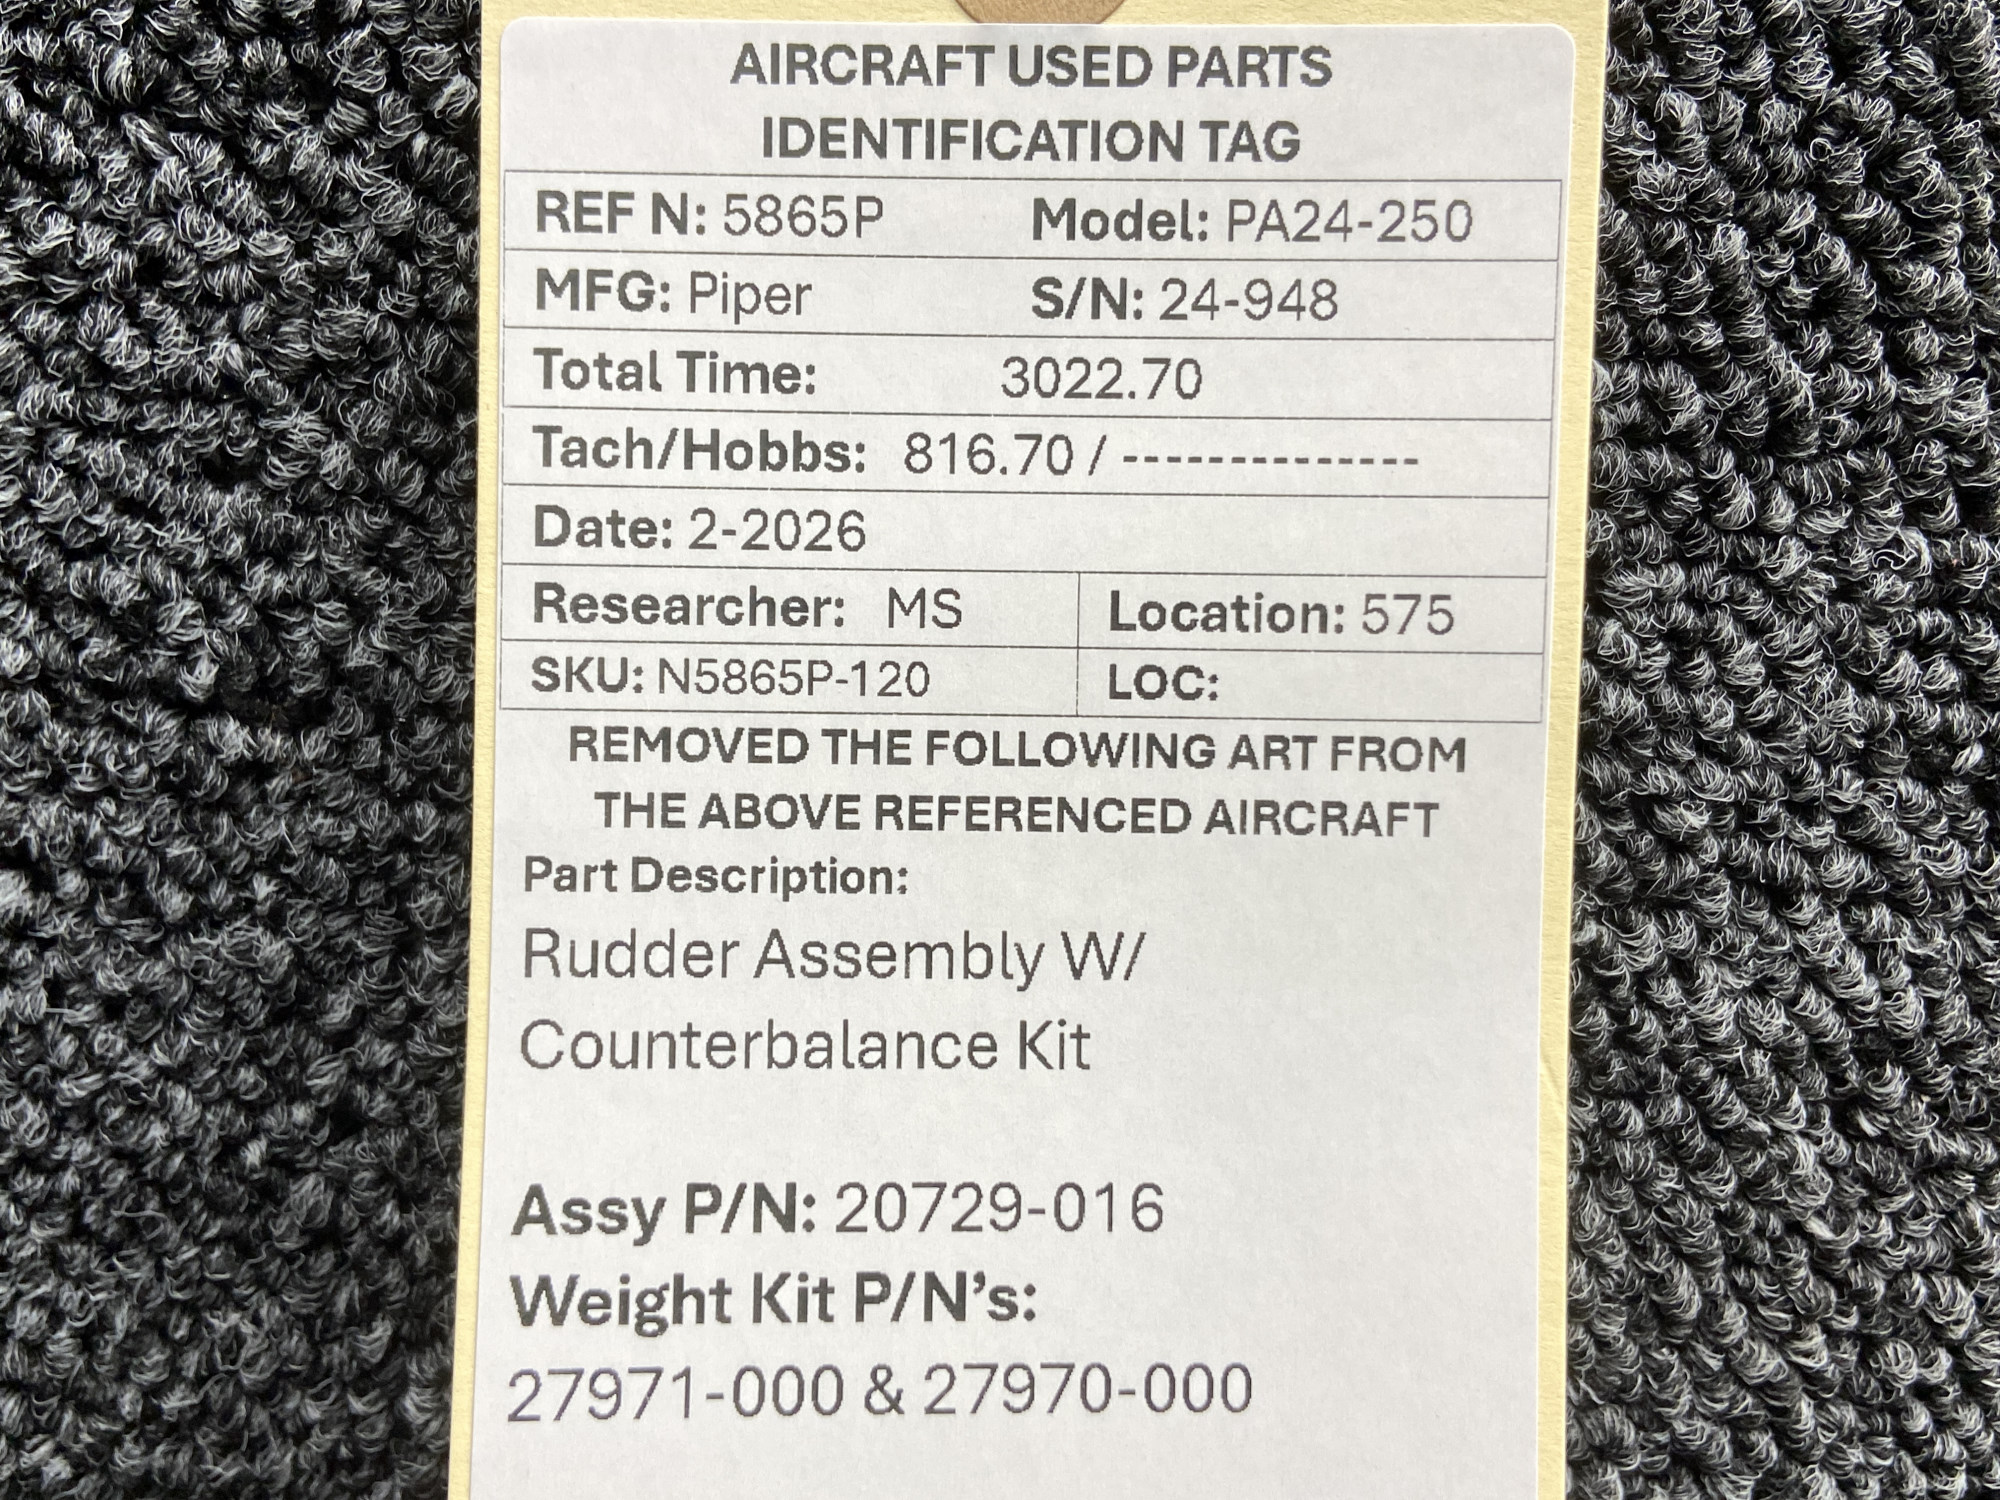 AIRCRAFT USED PARTS
IDENTIFICATION TAG
REF N: 5865P Model: PA24-250
MFG: Piper S/N: 24-948
Total Time: 3022.70
Tach/Hobbs: 816.70 / --------------
Date: 2-2026
Researcher: MS Location: 575
SKU: N5865P-120 LOC:
REMOVED THE FOLLOWING ART FROM
THE ABOVE REFERENCED AIRCRAFT
Part Description:
Rudder Assembly W/
Counterbalance Kit
Assy P/N: 20729-016
Weight Kit P/N's:
27971-000 & 27970-000